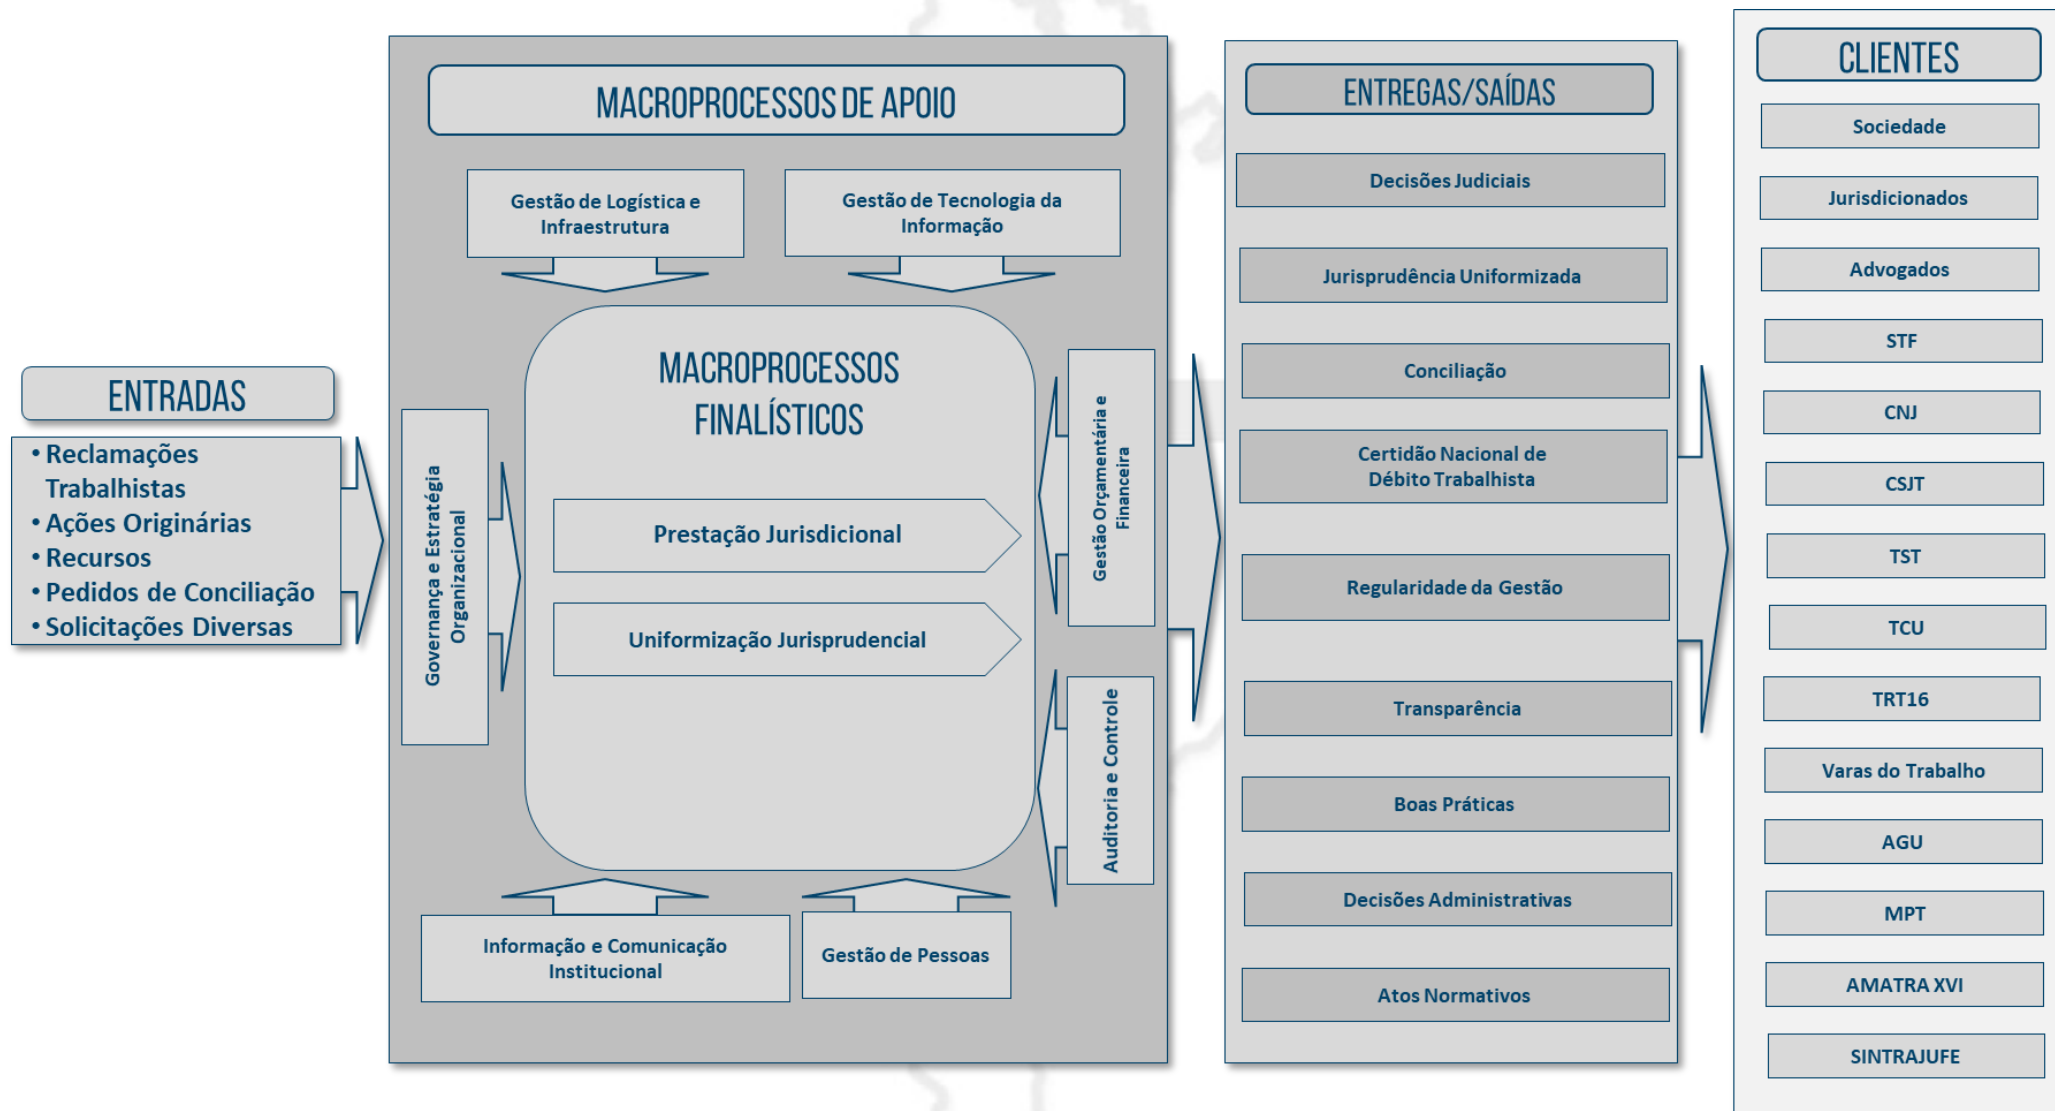 ENTRADAS
• Reclamações
Trabalhistas
• Ações Originárias
• Recursos
• Pedidos de Conciliação
• Solicitações Diversas
MACROPROCESSOS DE APOIO
Gestão de Logística e
Infraestrutura
Gestão de Tecnologia da
Informação
Governança e Estratégia
Organizacional
MACROPROCESSOS
FINALÍSTICOS
Prestação Jurisdicional
Uniformização Jurisprudencial
Gestão Orçamentária e
Financeira
Auditoria e Controle
Informação e Comunicação
Institucional
Gestão de Pessoas
ENTREGAS/SAÍDAS
Decisões Judiciais
Jurisprudência Uniformizada
Conciliação
Certidão Nacional de
Débito Trabalhista
Regularidade da Gestão
Transparência
Boas Práticas
Decisões Administrativas
Atos Normativos
CLIENTES
Sociedade
Jurisdicionados
Advogados
STF
CNJ
CSJT
TST
TCU
TRT16
Varas do Trabalho
AGU
MPT
AMATRA XVI
SINTRAJUFE